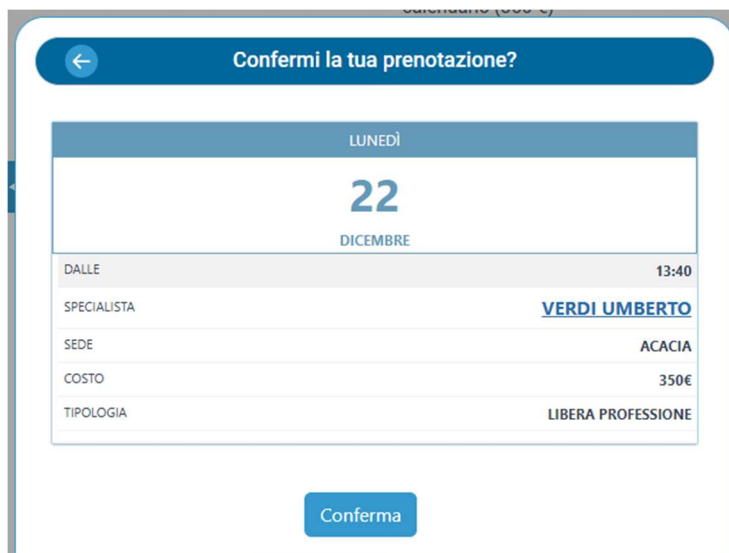 Confermi la tua prenotazione?
LUNEDÌ
22
DICEMBRE
DALLE 13:40
SPECIALISTA VERDI UMBERTO
SEDE ACACIA
COSTO 350€
TIPOLOGIA LIBERA PROFESSIONE
Conferma